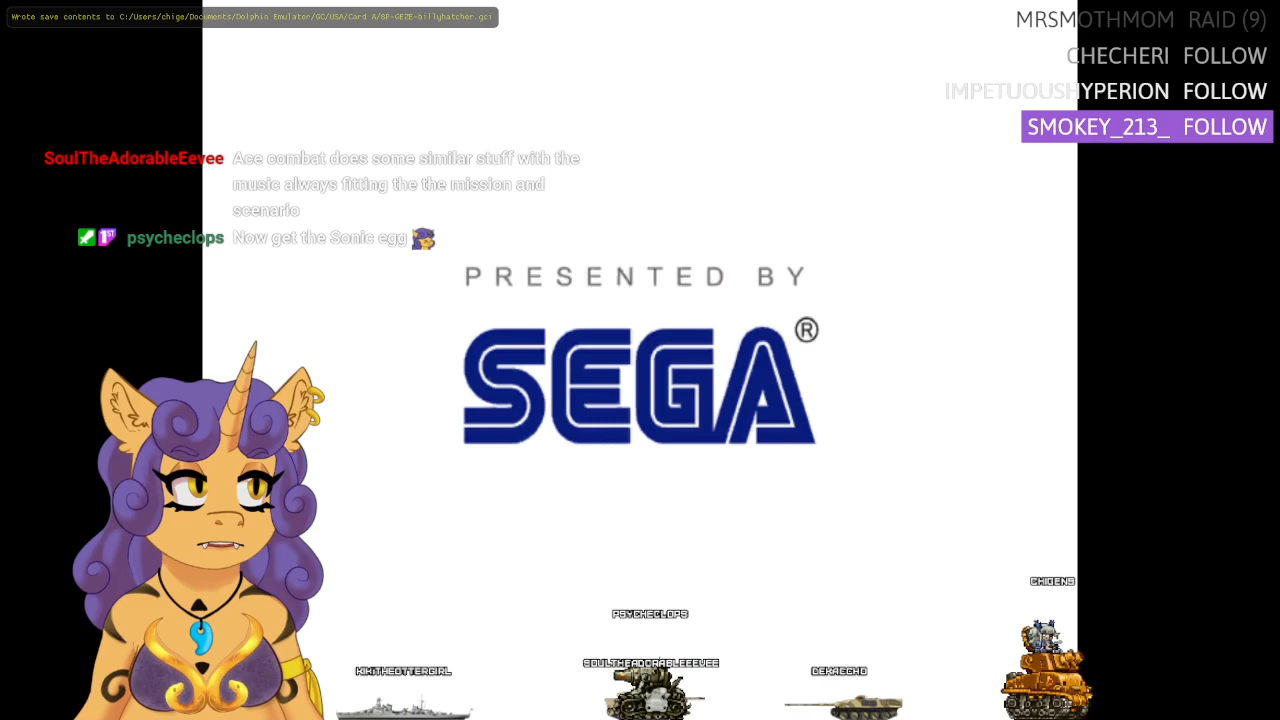 Wrote save contents to C:/Users/chige/Documents/Dolphin Emulator/GC/USA/Card A/8P-GEZE-billyhatcher.gci
MRSMOTHMOM RAID (9)
CHECHERI FOLLOW
IMPETUOUSHYPERION FOLLOW
SMOKEY_213_ FOLLOW
SoulTheAdorableEevee Ace combat does some similar stuff with the
music always fitting the the mission and
scenario
1ST psycheclops Now get the Sonic egg
PRESENTED BY
SEGA®
CHIGENS
PSYCHECLOPS
SOULTHEADORABLEEEVEE
KIKITHEOTTERGIRL
DEKACCHO